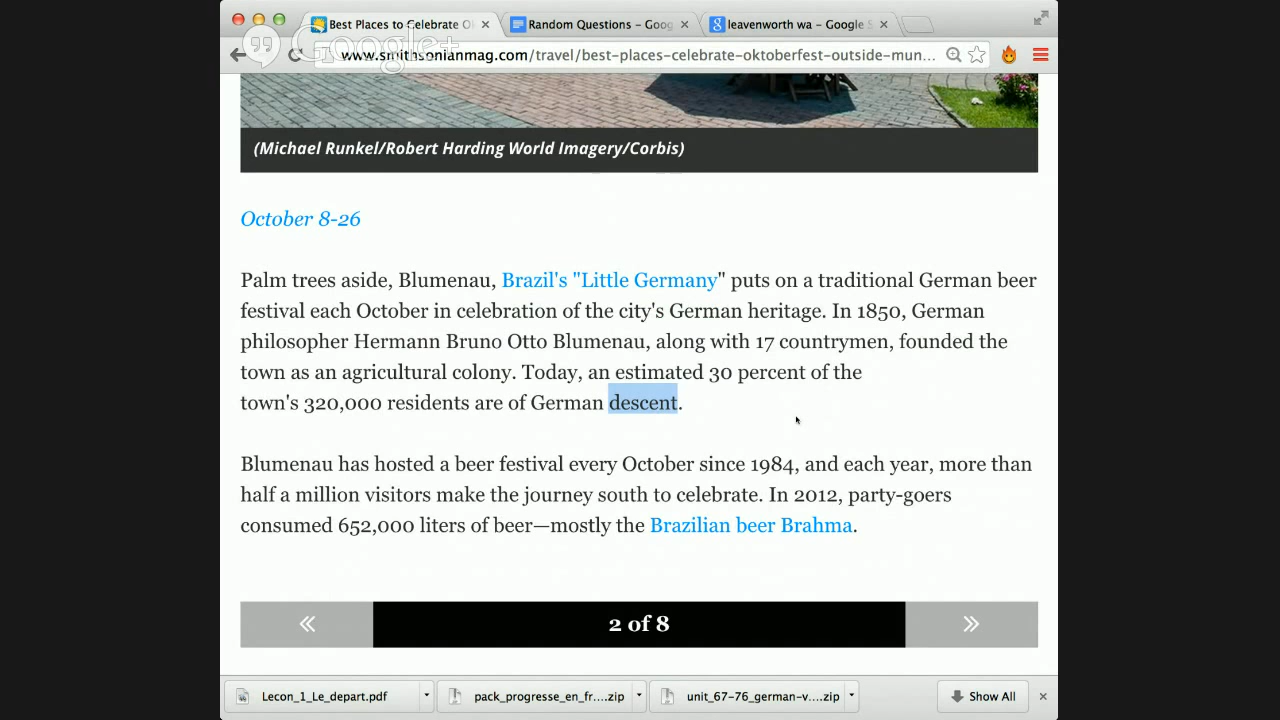 Best Places to Celebrate Ok
Random Questions – Goog
leavenworth wa – Google S
Google+
www.smithsonianmag.com/travel/best-places-celebrate-oktoberfest-outside-mun...
(Michael Runkel/Robert Harding World Imagery/Corbis)
October 8-26
Palm trees aside, Blumenau, Brazil's "Little Germany" puts on a traditional German beer
festival each October in celebration of the city's German heritage. In 1850, German
philosopher Hermann Bruno Otto Blumenau, along with 17 countrymen, founded the
town as an agricultural colony. Today, an estimated 30 percent of the
town's 320,000 residents are of German descent.
Blumenau has hosted a beer festival every October since 1984, and each year, more than
half a million visitors make the journey south to celebrate. In 2012, party-goers
consumed 652,000 liters of beer—mostly the Brazilian beer Brahma.
« 2 of 8 »
Lecon_1_Le_depart.pdf
pack_progresse_en_fr....zip
unit_67-76_german-v....zip
Show All